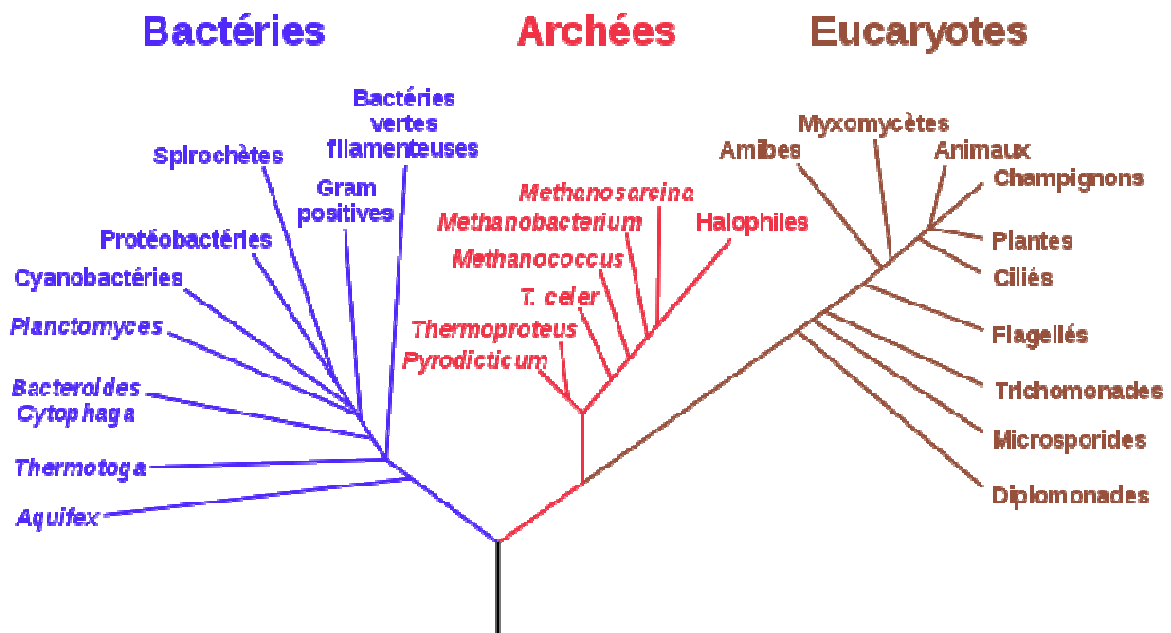 Bactéries
Archées
Eucaryotes
Bactéries
vertes
filamenteuses
Spirochètes
Gram
positives
Protéobactéries
Cyanobactéries
Planctomyces
Bacteroides
Cytophaga
Thermotoga
Aquifex
Methanosarcina
Methanobacterium
Halophiles
Methanococcus
T. celer
Thermoproteus
Pyrodicticum
Myxomycètes
Amibes
Animaux
Champignons
Plantes
Ciliés
Flagellés
Trichomonades
Microsporides
Diplomonades